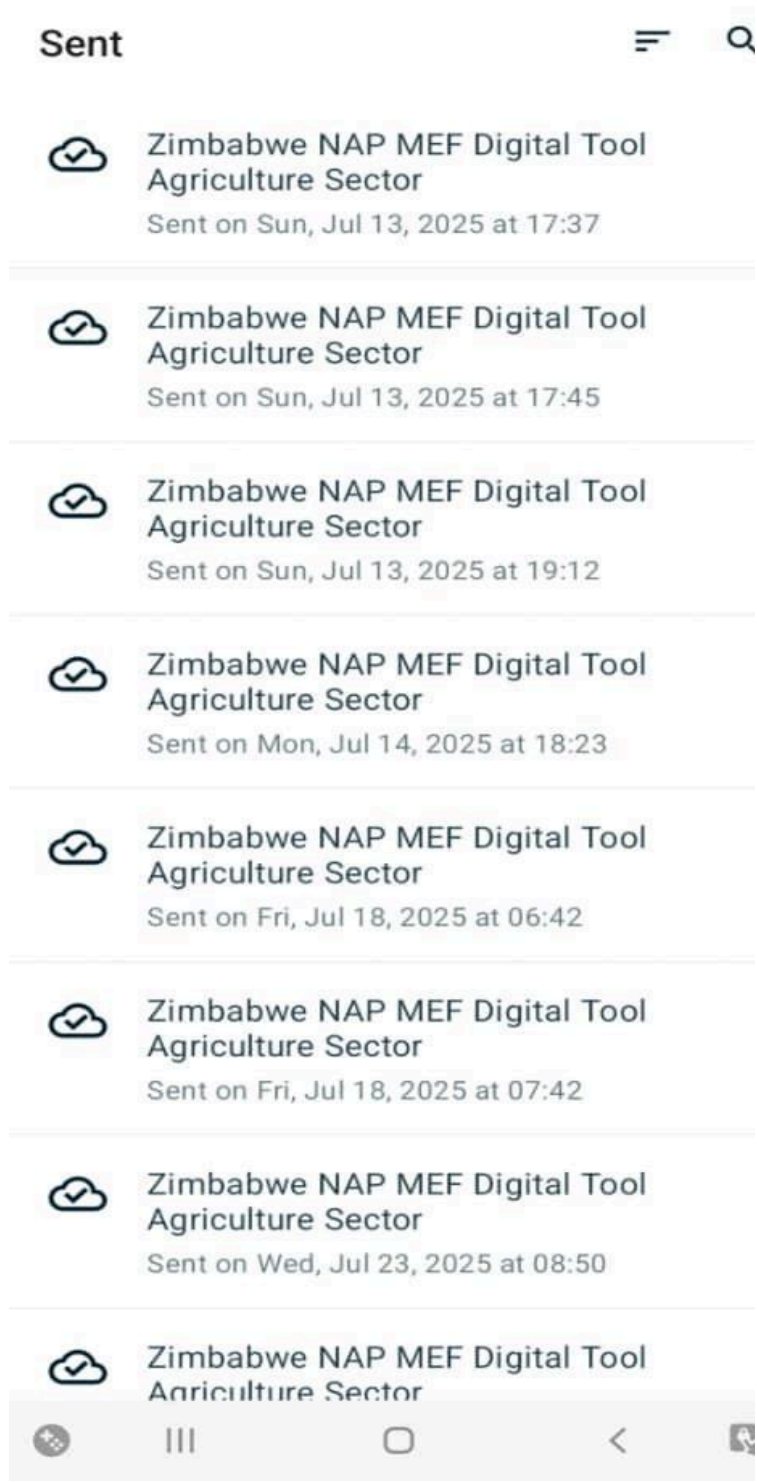 Sent
Zimbabwe NAP MEF Digital Tool
Agriculture Sector
Sent on Sun, Jul 13, 2025 at 17:37
Zimbabwe NAP MEF Digital Tool
Agriculture Sector
Sent on Sun, Jul 13, 2025 at 17:45
Zimbabwe NAP MEF Digital Tool
Agriculture Sector
Sent on Sun, Jul 13, 2025 at 19:12
Zimbabwe NAP MEF Digital Tool
Agriculture Sector
Sent on Mon, Jul 14, 2025 at 18:23
Zimbabwe NAP MEF Digital Tool
Agriculture Sector
Sent on Fri, Jul 18, 2025 at 06:42
Zimbabwe NAP MEF Digital Tool
Agriculture Sector
Sent on Fri, Jul 18, 2025 at 07:42
Zimbabwe NAP MEF Digital Tool
Agriculture Sector
Sent on Wed, Jul 23, 2025 at 08:50
Zimbabwe NAP MEF Digital Tool
Agriculture Sector